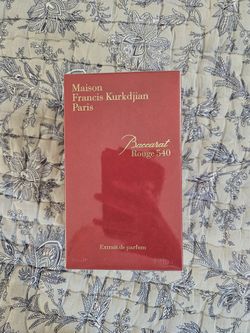 Maison
Francis Kurkdjian
Paris
Baccarat
Rouge 540
Extrait de parfum